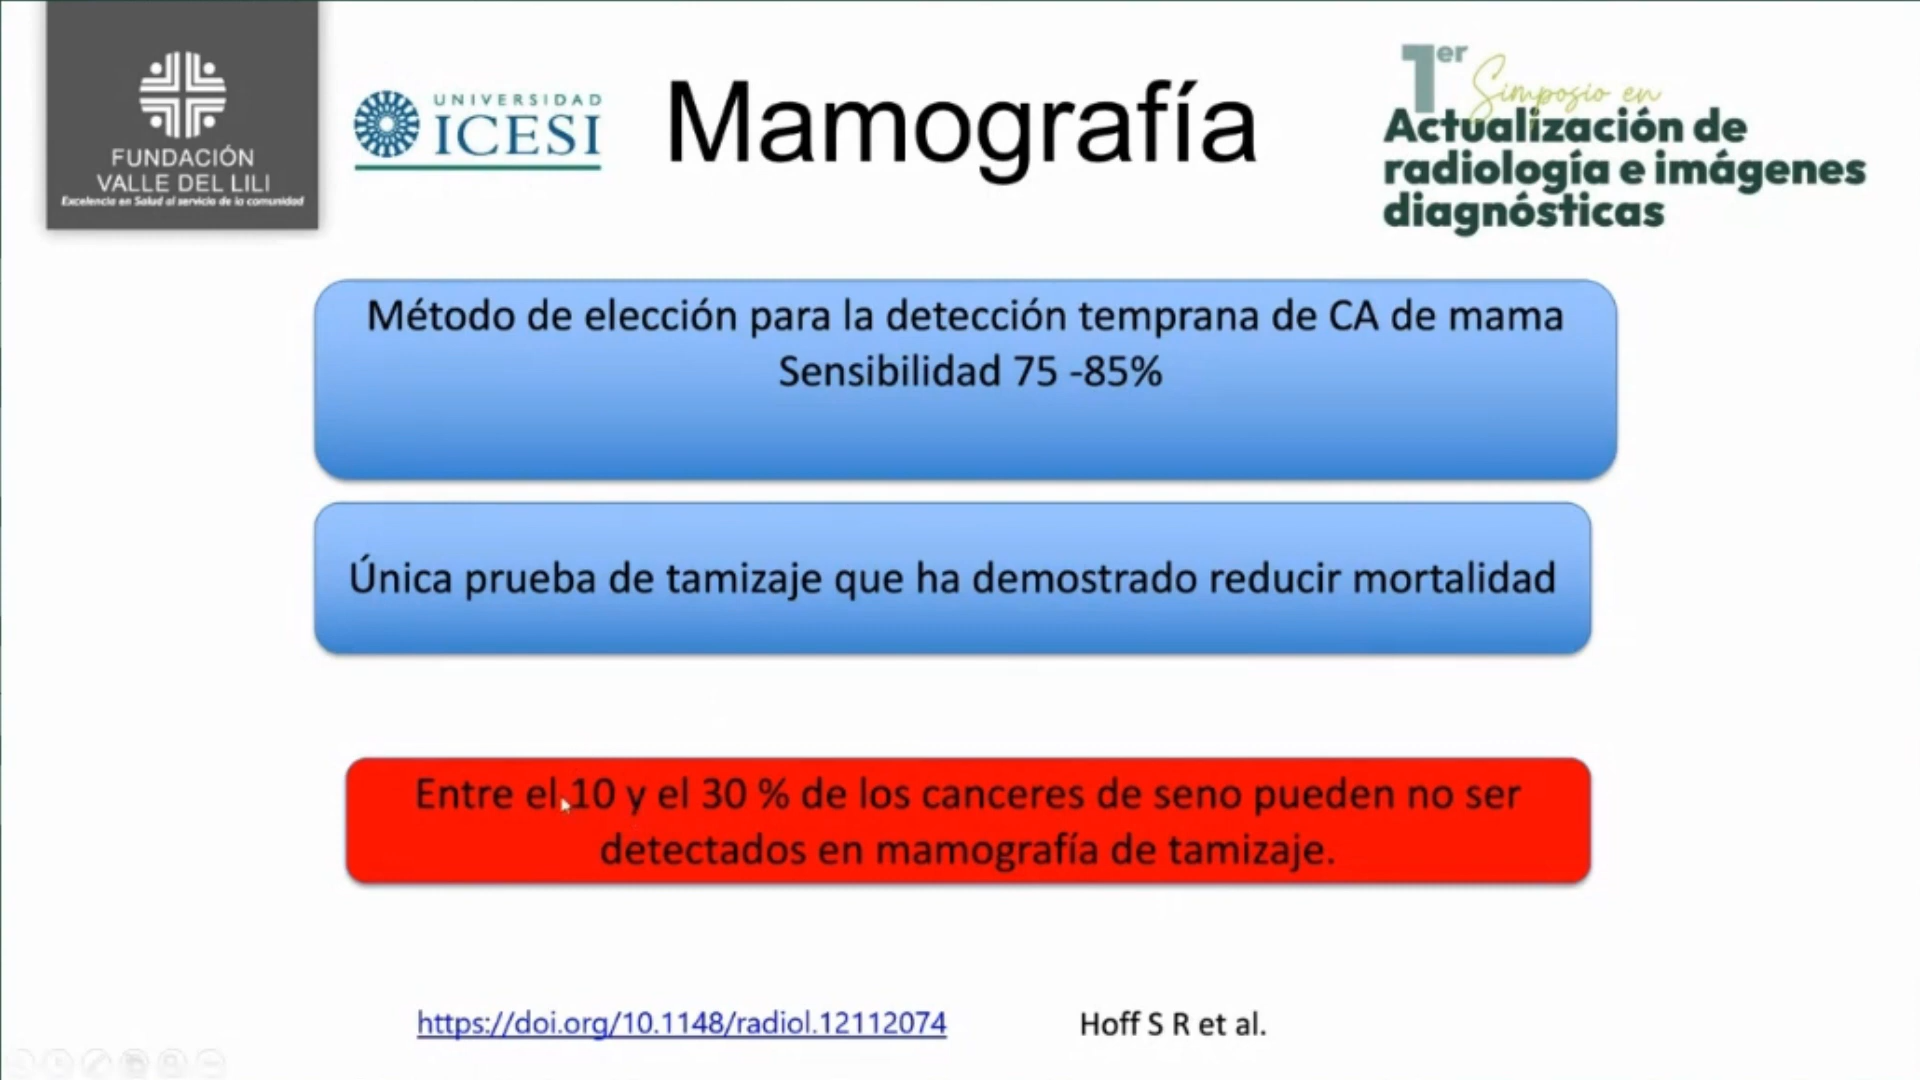 FUNDACIÓN
VALLE DEL LILI
Excelencia en Salud al servicio de la comunidad
UNIVERSIDAD
ICESI
Mamografía
1er
Simposio en
Actualización de
radiología e imágenes
diagnósticas
Método de elección para la detección temprana de CA de mama
Sensibilidad 75 -85%
Única prueba de tamizaje que ha demostrado reducir mortalidad
Entre el 10 y el 30 % de los canceres de seno pueden no ser
detectados en mamografía de tamizaje.
https://doi.org/10.1148/radiol.12112074
Hoff S R et al.